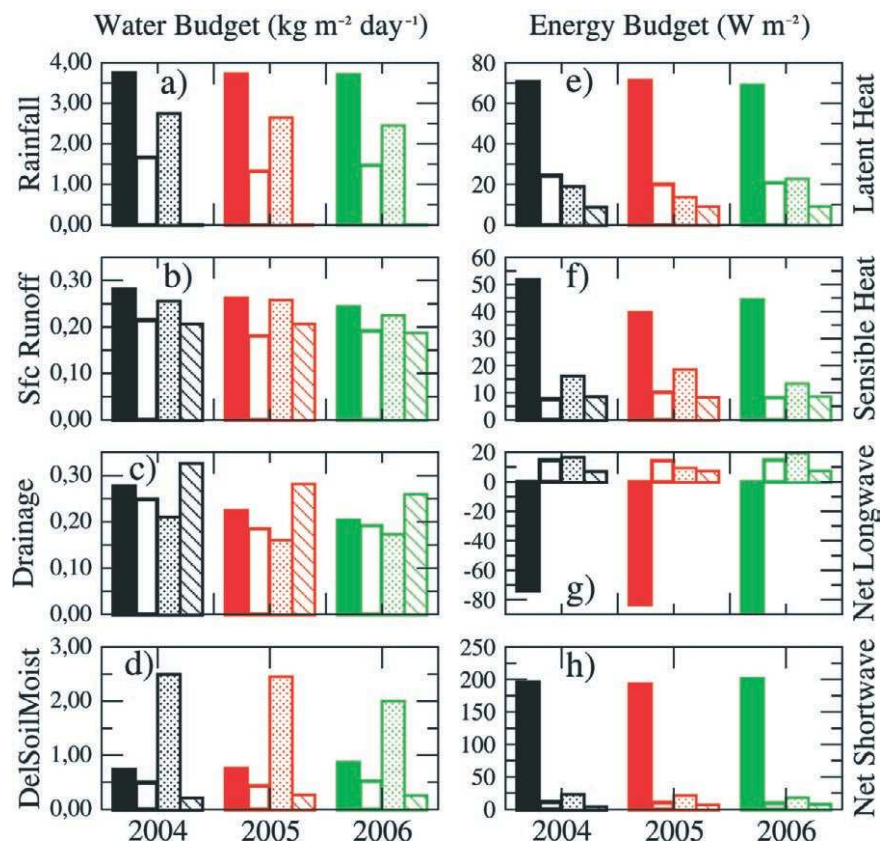 Water Budget (kg m⁻² day⁻¹)
Energy Budget (W m⁻²)
4,00
3,00
2,00
1,00
0,00
Rainfall
a)
80
60
40
20
0
e)
Latent Heat
0,30
0,20
0,10
0,00
Sfc Runoff
b)
60
50
40
30
20
10
0
f)
Sensible Heat
0,30
0,20
0,10
0,00
Drainage
c)
20
0
-20
-40
-60
-80
g)
Net Longwave
3,00
2,00
1,00
0,00
DelSoilMoist
d)
250
200
150
100
50
0
h)
Net Shortwave
2004 2005 2006
2004 2005 2006